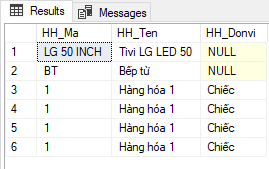 Results Messages
HH_Ma HH_Ten HH_Donvi
1 LG 50 INCH Tivi LG LED 50 NULL
2 BT Bếp từ NULL
3 1 Hàng hóa 1 Chiếc
4 1 Hàng hóa 1 Chiếc
5 1 Hàng hóa 1 Chiếc
6 1 Hàng hóa 1 Chiếc